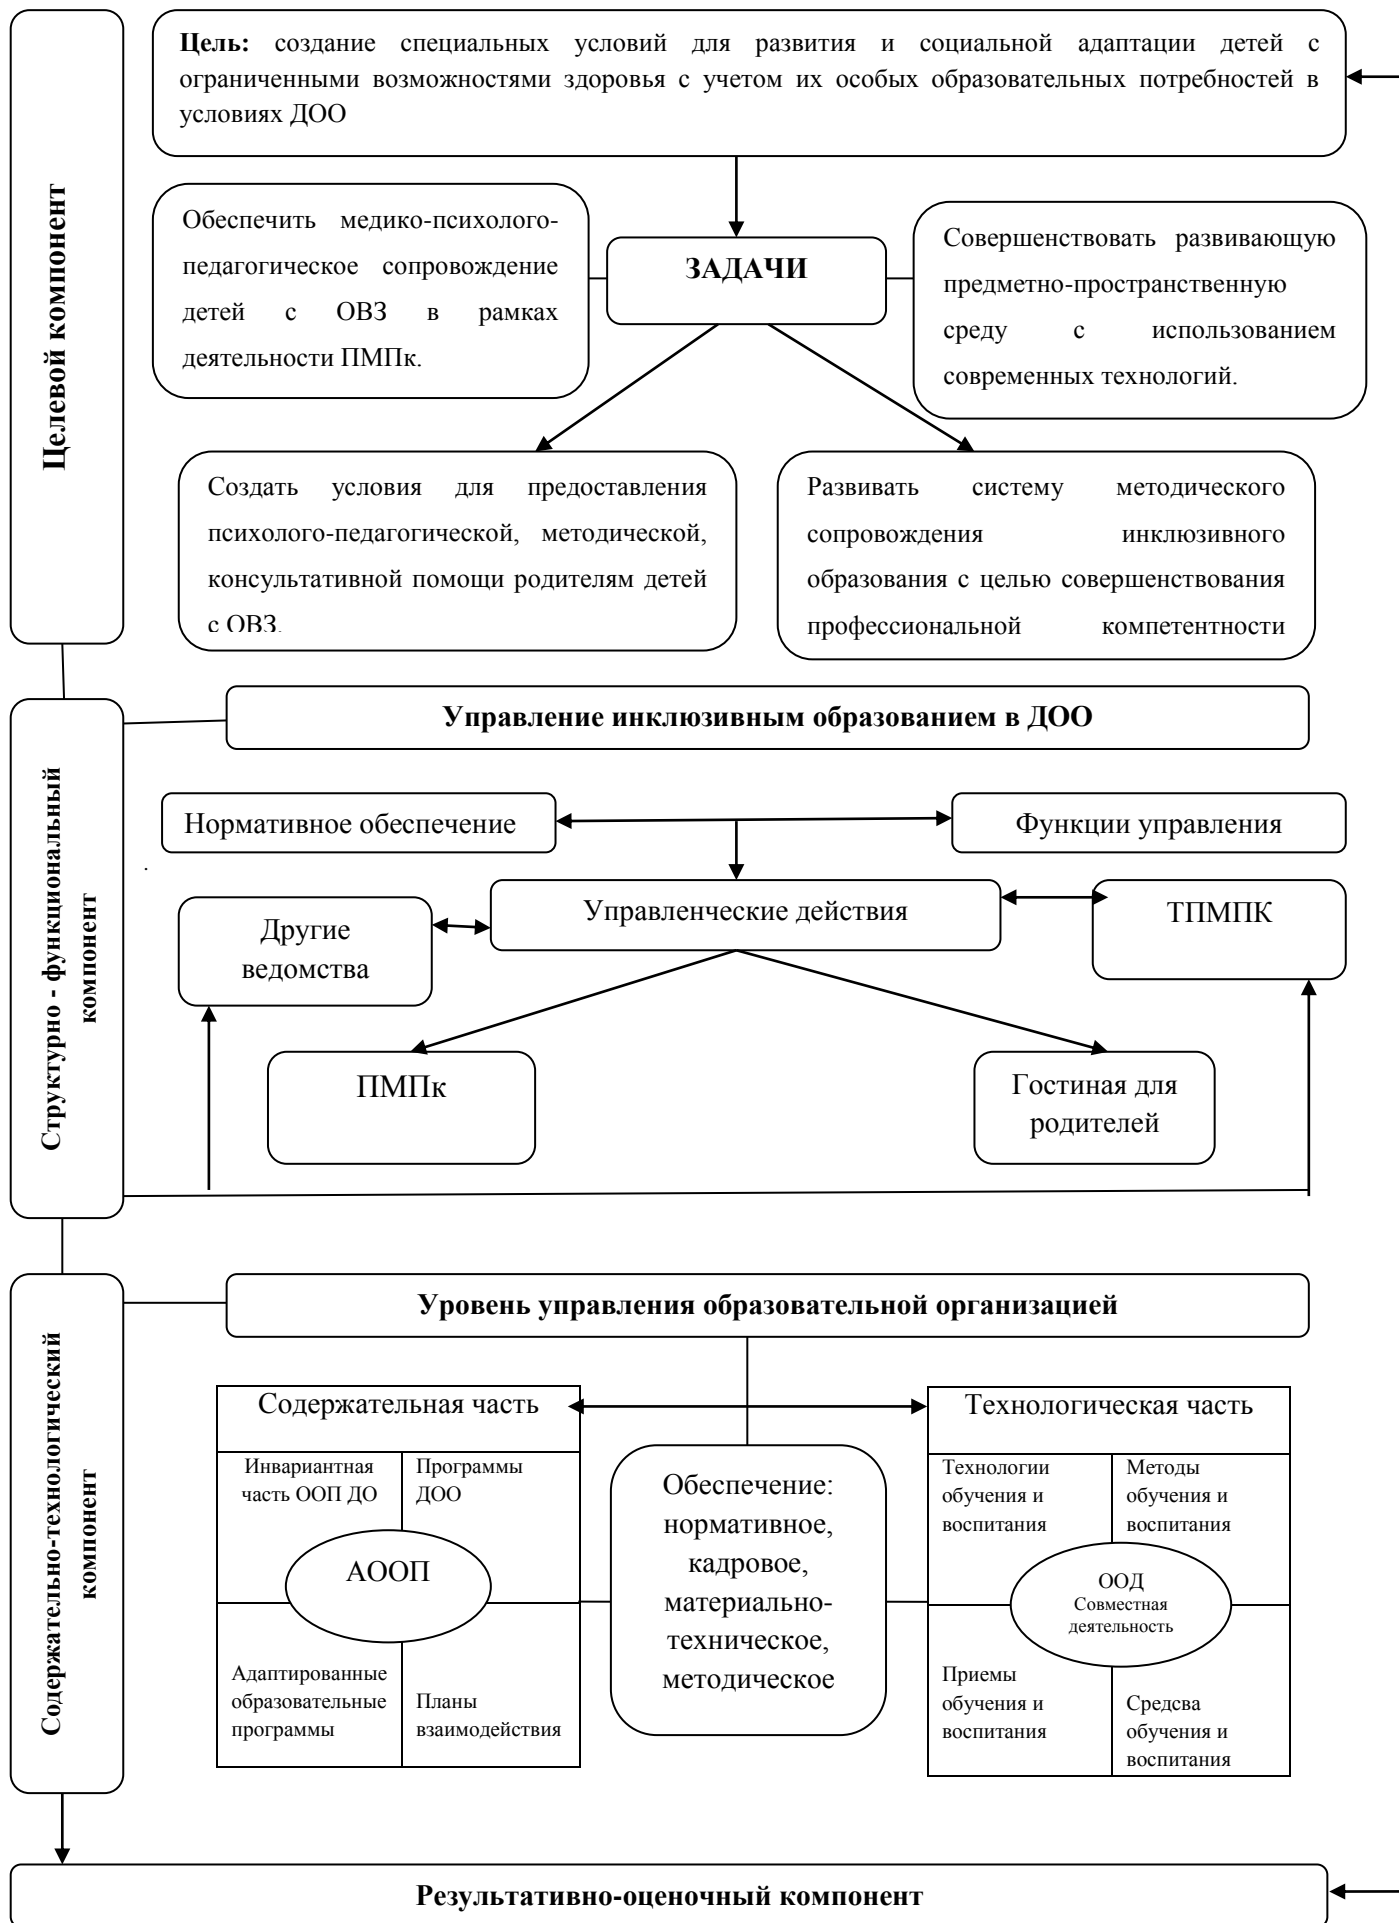 Цель: создание специальных условий для развития и социальной адаптации детей с
ограниченными возможностями здоровья с учетом их особых образовательных потребностей в
условиях ДОО
Целевой компонент
Обеспечить медико-психолого-
педагогическое сопровождение
детей с ОВЗ в рамках
деятельности ПМПк.
ЗАДАЧИ
Совершенствовать развивающую
предметно-пространственную
среду с использованием
современных технологий.
Создать условия для предоставления
психолого-педагогической, методической,
консультативной помощи родителям детей
с ОВЗ.
Развивать систему методического
сопровождения инклюзивного
образования с целью совершенствования
профессиональной компетентности
Структурно - функциональный
компонент
Управление инклюзивным образованием в ДОО
Нормативное обеспечение
Функции управления
.
Другие
ведомства
Управленческие действия
ТПМПК
ПМПк
Гостиная для
родителей
Содержательно-технологический
компонент
Уровень управления образовательной организацией
Содержательная часть
Инвариантная
часть ООП ДО
Программы
ДОО
АООП
Адаптированные
образовательные
программы
Планы
взаимодействия
Обеспечение:
нормативное,
кадровое,
материально-
техническое,
методическое
Технологическая часть
Технологии
обучения и
воспитания
Методы
обучения и
воспитания
ООД
Совместная
деятельность
Приемы
обучения и
воспитания
Средсва
обучения и
воспитания
Результативно-оценочный компонент